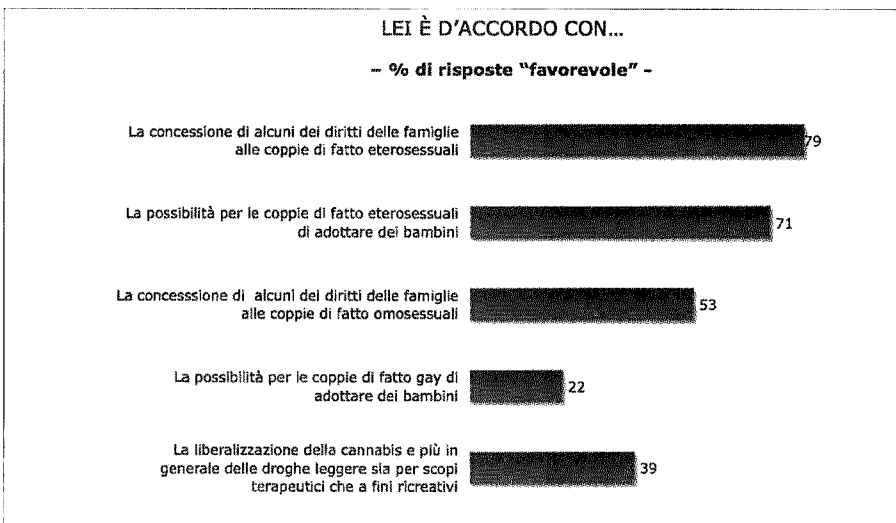 LEI È D'ACCORDO CON...
– % di risposte "favorevole" -
La concessione di alcuni dei diritti delle famiglie
alle coppie di fatto eterosessuali
79
La possibilità per le coppie di fatto eterosessuali
di adottare dei bambini
71
La concesssione di alcuni dei diritti delle famiglie
alle coppie di fatto omosessuali
53
La possibilità per le coppie di fatto gay di
adottare dei bambini
22
La liberalizzazione della cannabis e più in
generale delle droghe leggere sia per scopi
terapeutici che a fini ricreativi
39